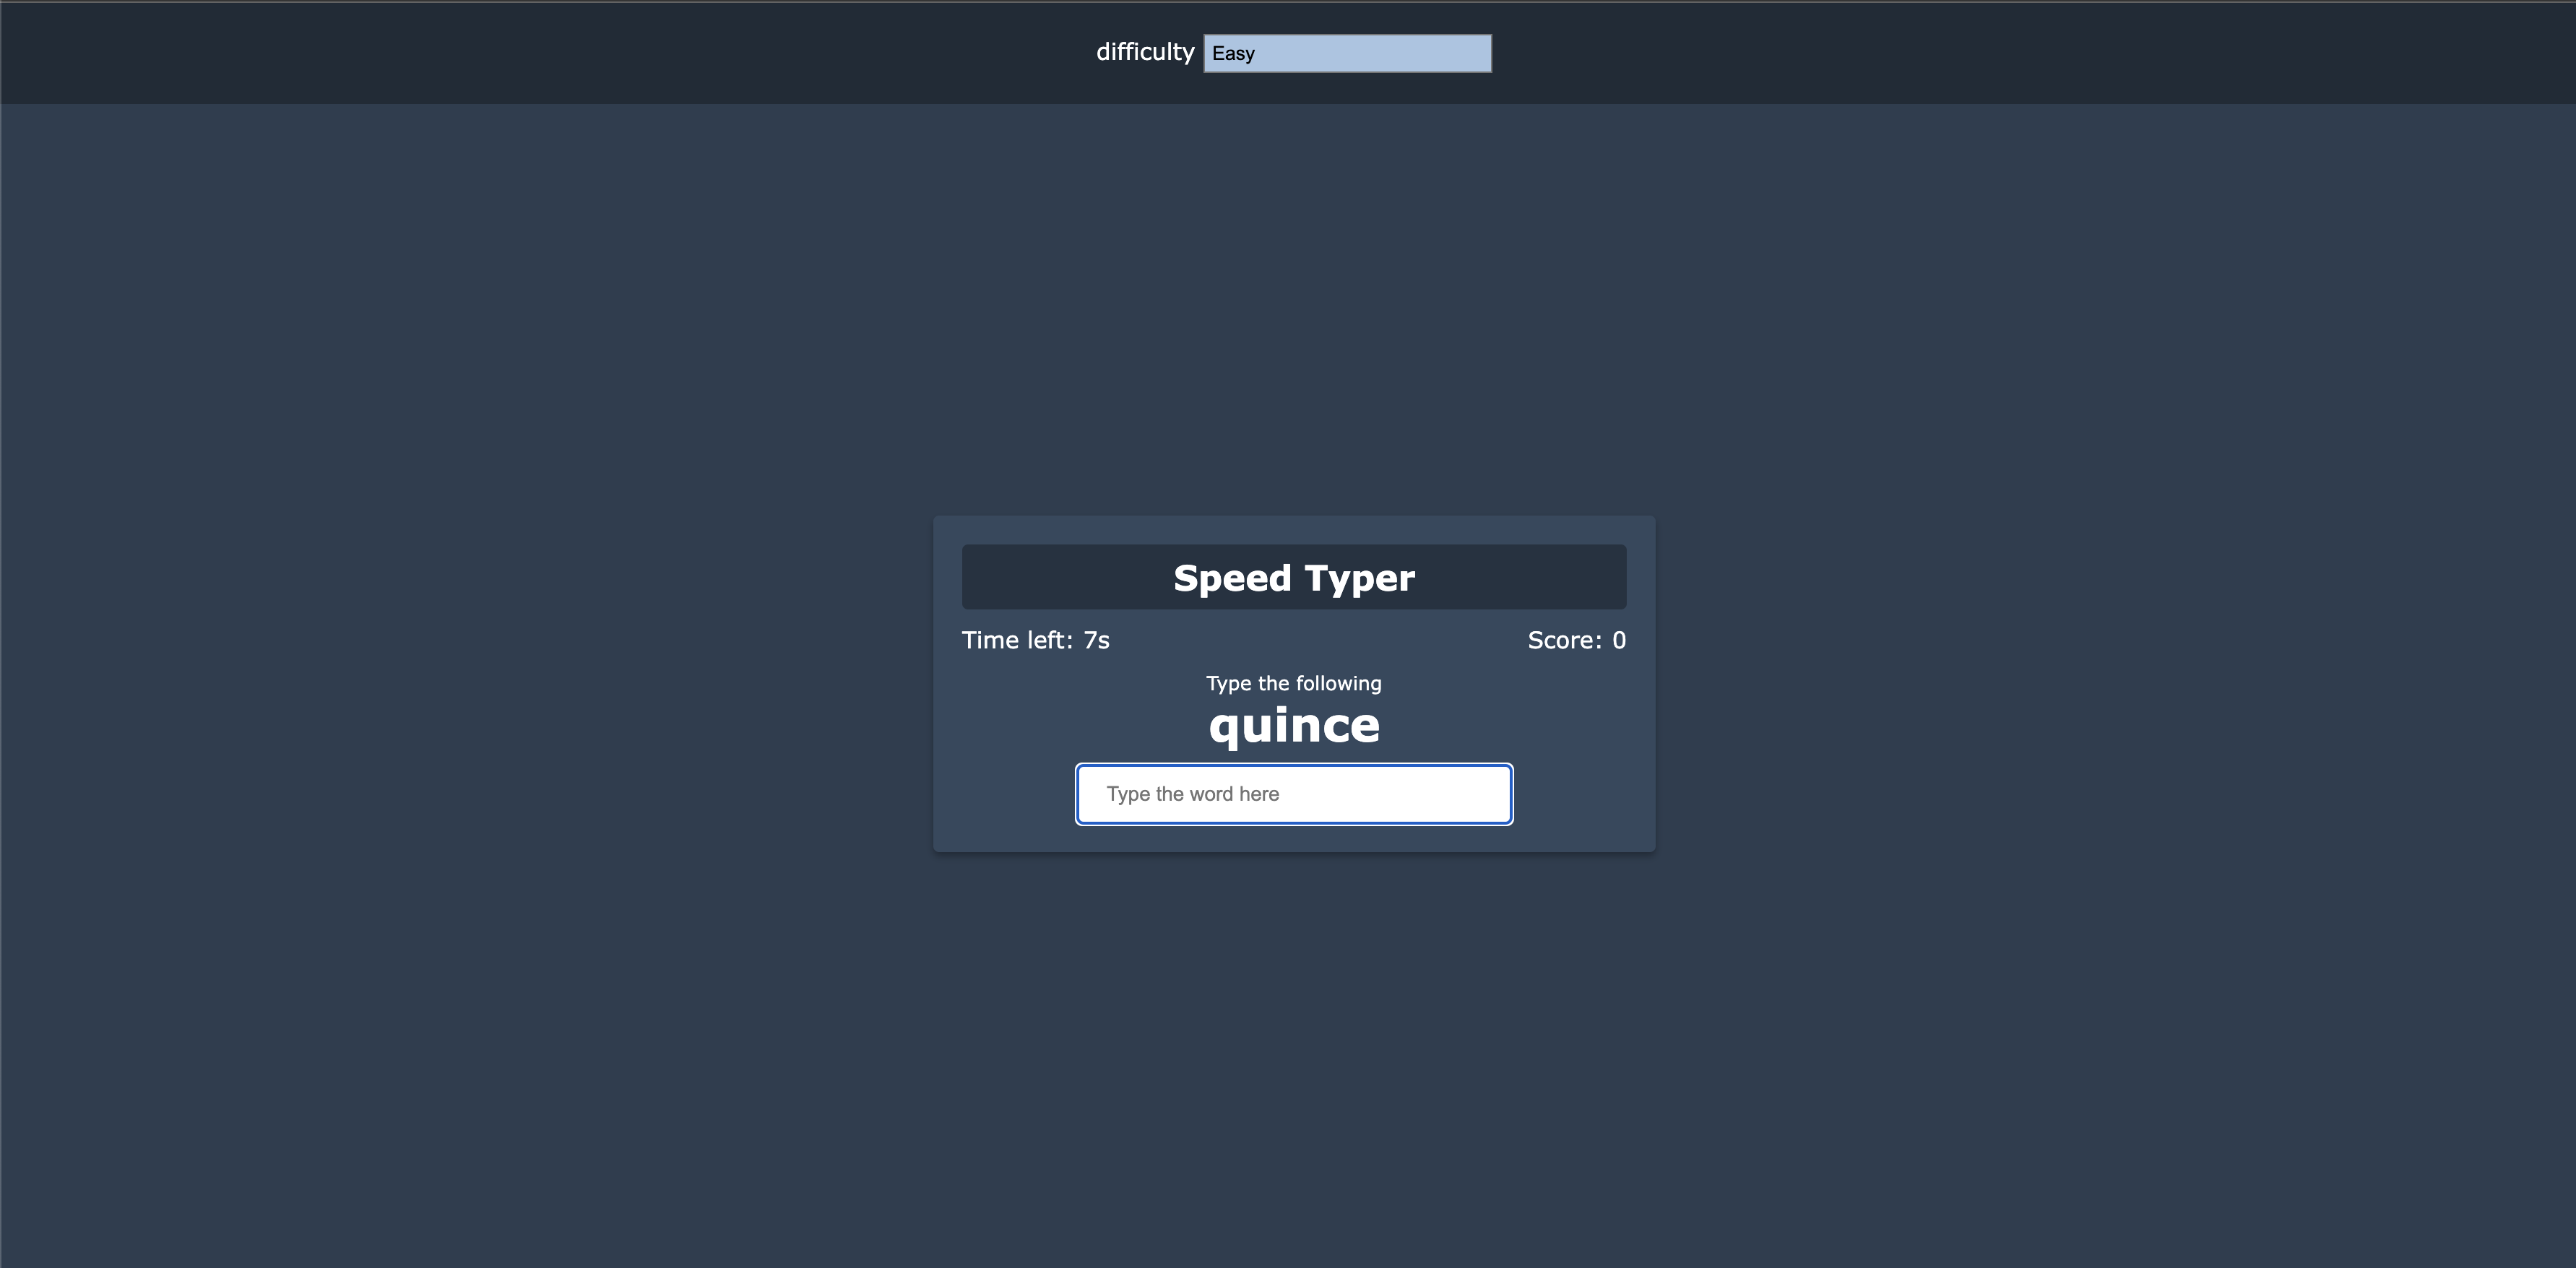 difficulty Easy
Speed Typer
Time left: 7s Score: 0
Type the following
quince
Type the word here